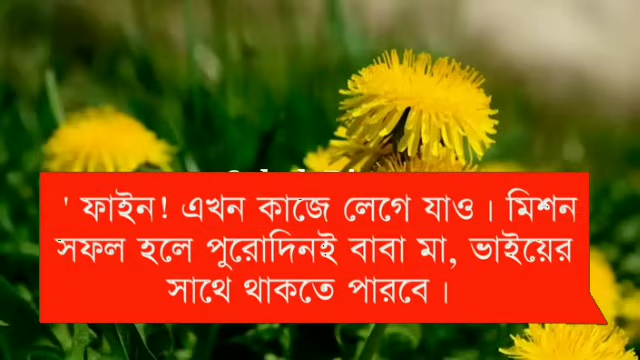 ' ফাইন! এখন কাজে লেগে যাও। মিশন
সফল হলে পুরোদিনই বাবা মা, ভাইয়ের
সাথে থাকতে পারবে।